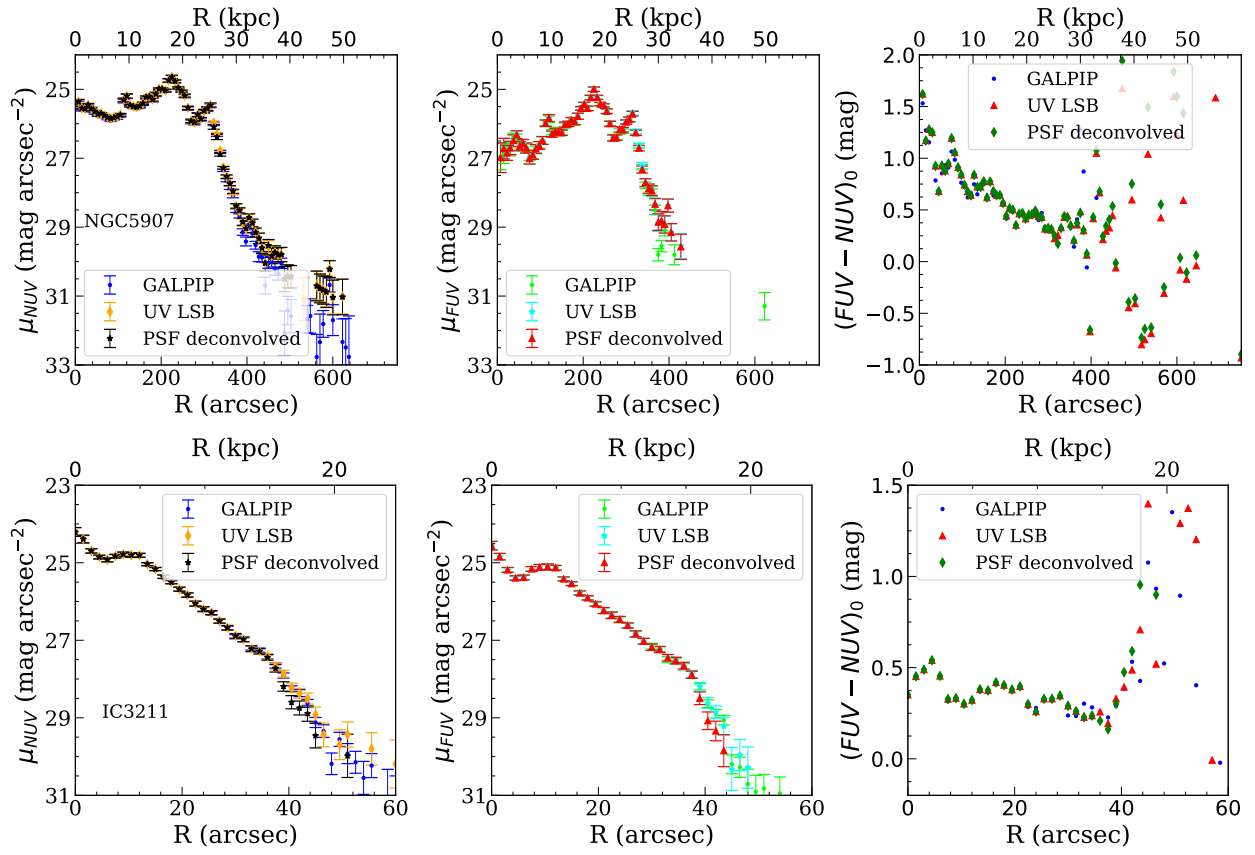 R (kpc)
R (kpc)
R (kpc)
0 10 20 30 40 50
0 10 20 30 40 50
0 10 20 30 40 50
μNUV (mag arcsec−2)
25
27
29
31
33
NGC5907
GALPIP
UV LSB
PSF deconvolved
0 200 400 600
R (arcsec)
μFUV (mag arcsec−2)
25
27
29
31
33
GALPIP
UV LSB
PSF deconvolved
0 250 500 750
R (arcsec)
(FUV − NUV)0 (mag)
2.0
1.5
1.0
0.5
0.0
−0.5
−1.0
GALPIP
UV LSB
PSF deconvolved
0 200 400 600
R (arcsec)
R (kpc)
R (kpc)
R (kpc)
0 20
0 20
0 20
μNUV (mag arcsec−2)
23
25
27
29
31
GALPIP
UV LSB
PSF deconvolved
IC3211
0 20 40 60
R (arcsec)
μFUV (mag arcsec−2)
23
25
27
29
31
GALPIP
UV LSB
PSF deconvolved
0 20 40 60
R (arcsec)
(FUV − NUV)0 (mag)
1.5
1.0
0.5
0.0
GALPIP
UV LSB
PSF deconvolved
0 20 40 60
R (arcsec)